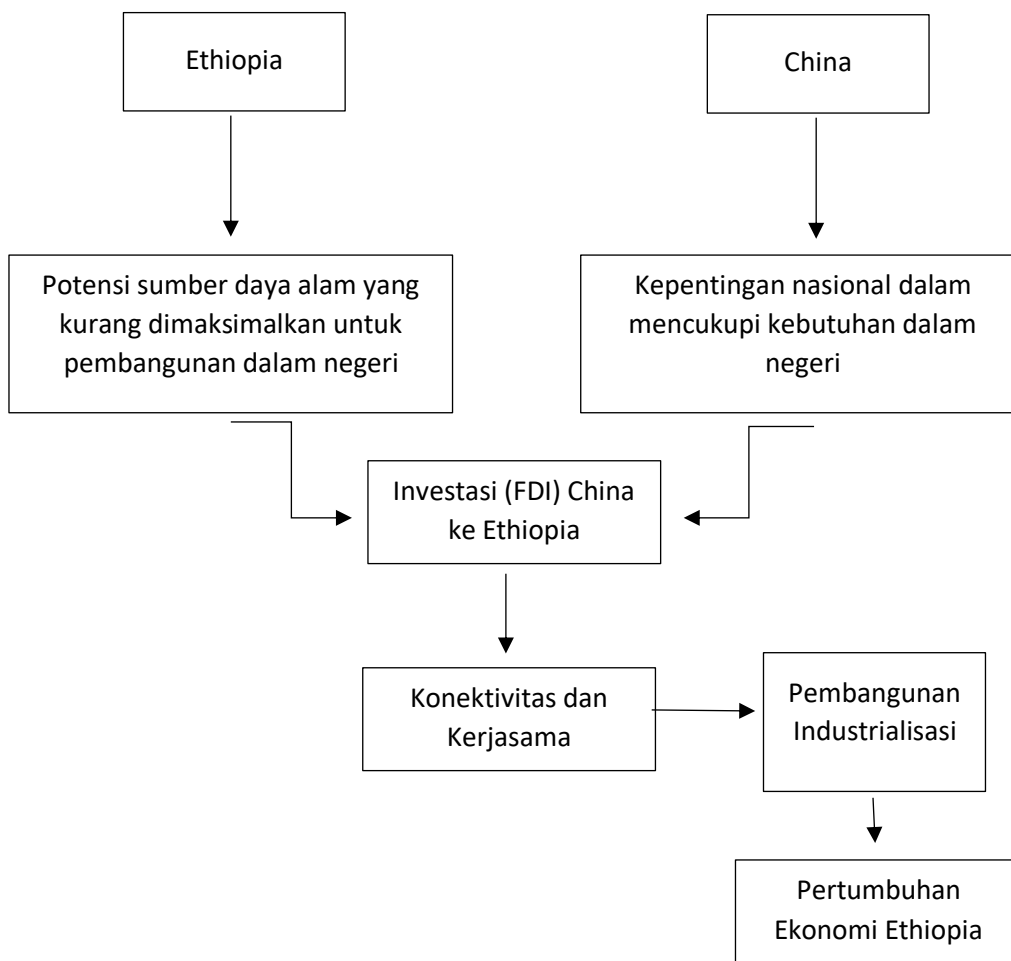 Ethiopia
China
Potensi sumber daya alam yang
kurang dimaksimalkan untuk
pembangunan dalam negeri
Kepentingan nasional dalam
mencukupi kebutuhan dalam
negeri
Investasi (FDI) China
ke Ethiopia
Konektivitas dan
Kerjasama
Pembangunan
Industrialisasi
Pertumbuhan
Ekonomi Ethiopia